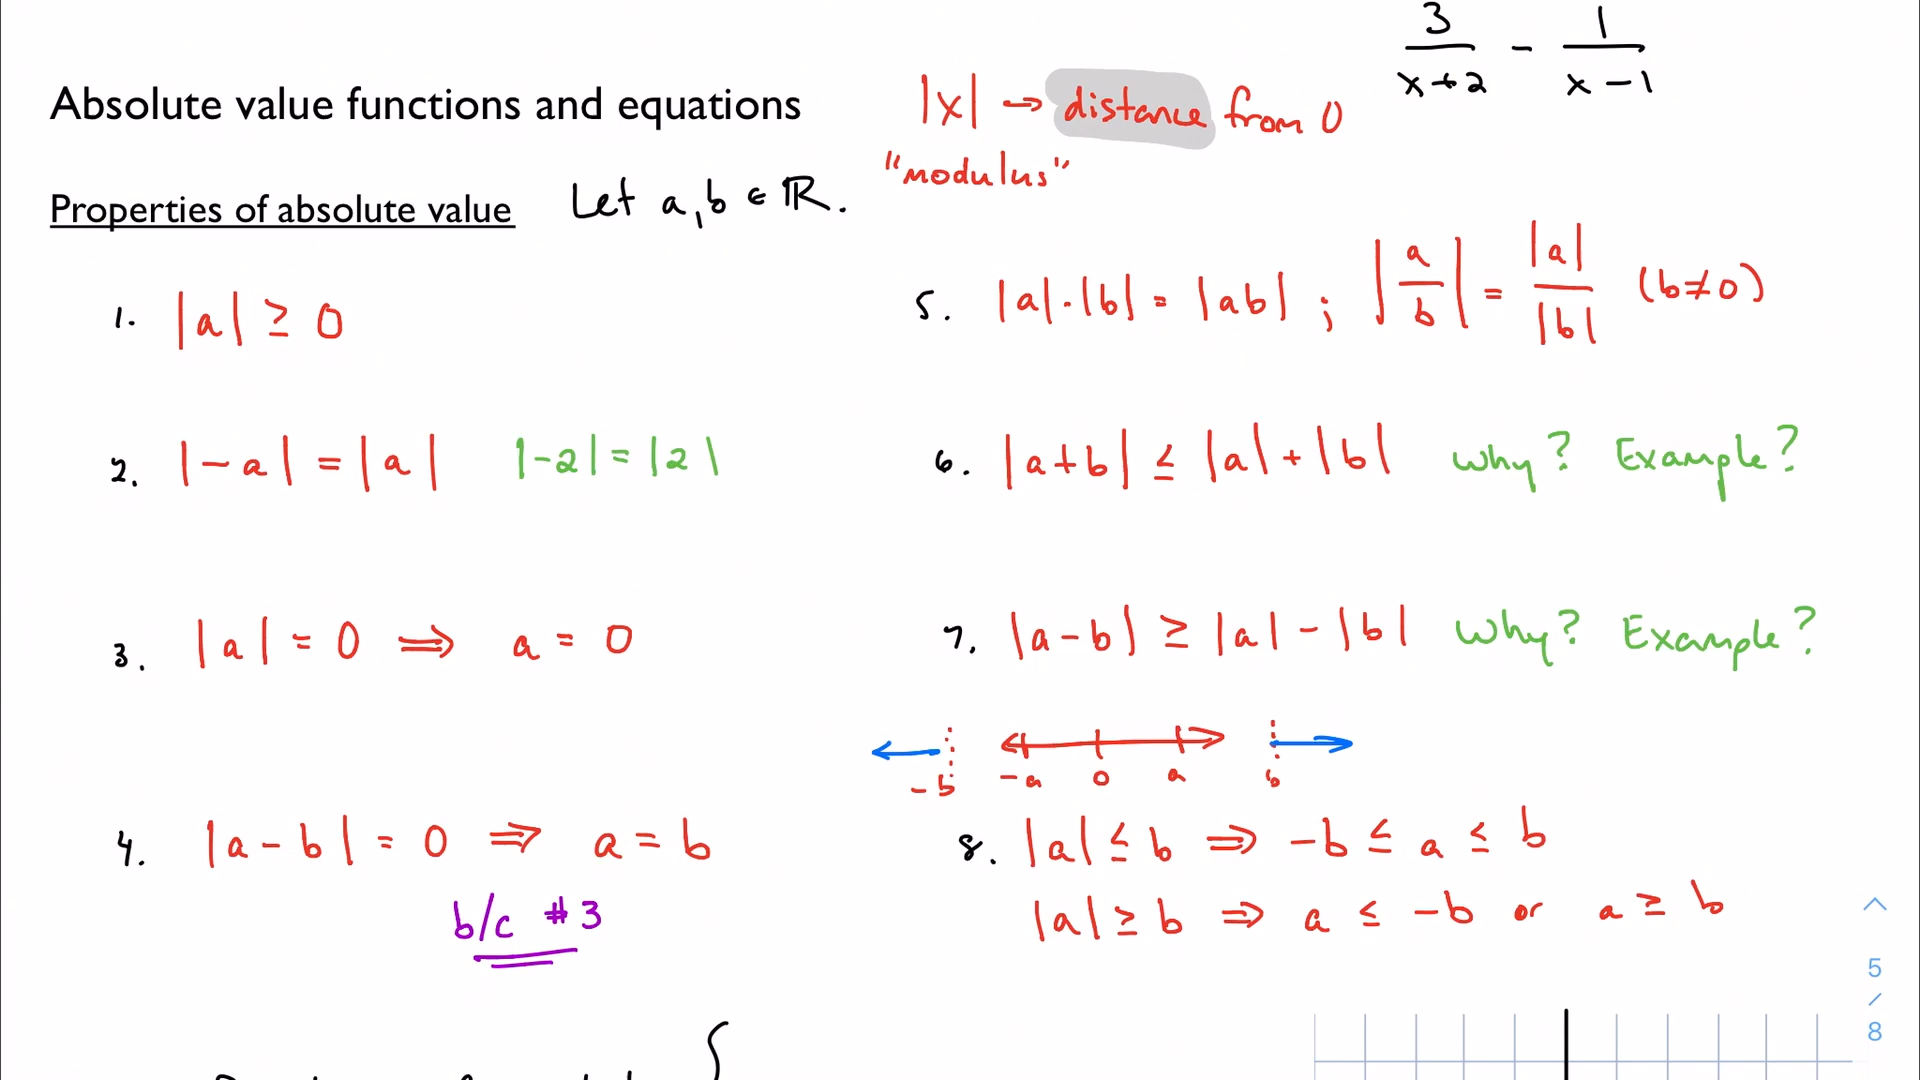 Absolute value functions and equations
|x| → distance from 0
"modulus"
3/(x+2) - 1/(x-1)
Properties of absolute value Let a,b ∈ ℝ.
1. |a| ≥ 0
2. |-a| = |a| |-2| = |2|
3. |a| = 0 ⇒ a = 0
4. |a-b| = 0 ⇒ a = b
b/c #3
5. |a|·|b| = |ab| ; |a/b| = |a|/|b| (b≠0)
6. |a+b| ≤ |a| + |b| Why? Example?
7. |a-b| ≥ |a| - |b| Why? Example?
-b -a 0 a b
8. |a| ≤ b ⇒ -b ≤ a ≤ b
|a| ≥ b ⇒ a ≤ -b or a ≥ b
5
/
8